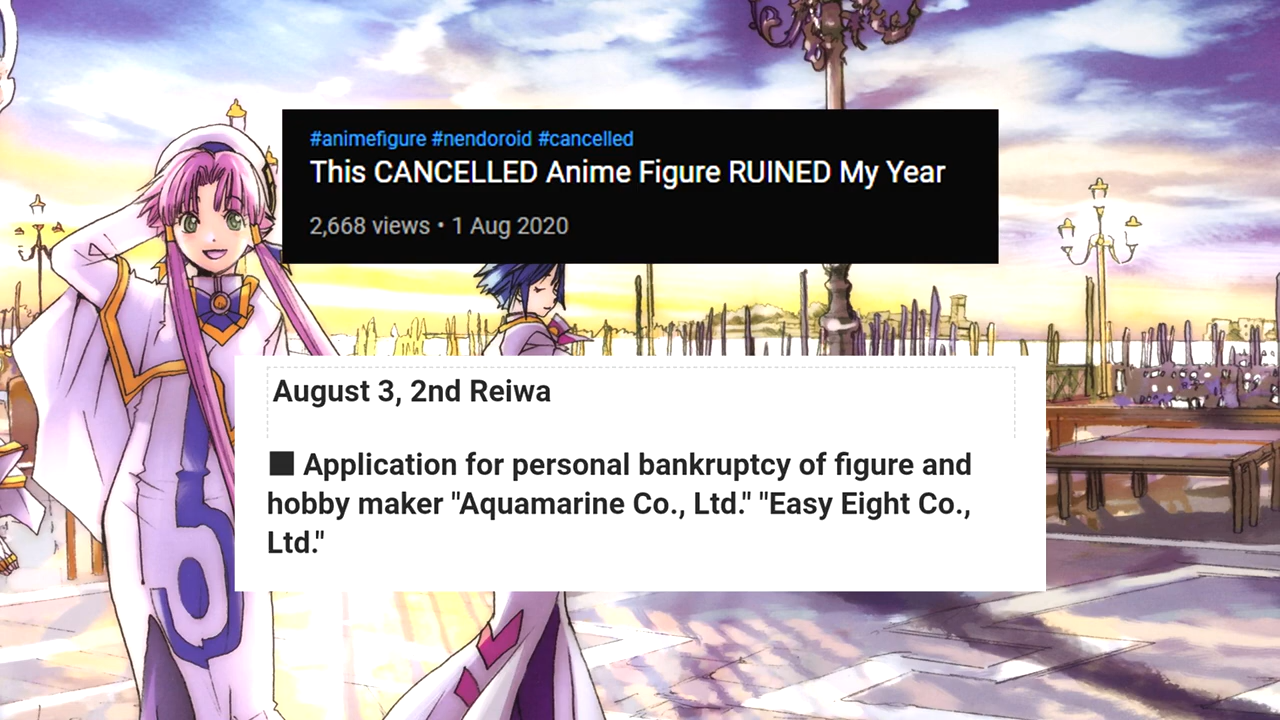 #animefigure #nendoroid #cancelled
This CANCELLED Anime Figure RUINED My Year
2,668 views • 1 Aug 2020
August 3, 2nd Reiwa
■ Application for personal bankruptcy of figure and
hobby maker "Aquamarine Co., Ltd." "Easy Eight Co.,
Ltd."